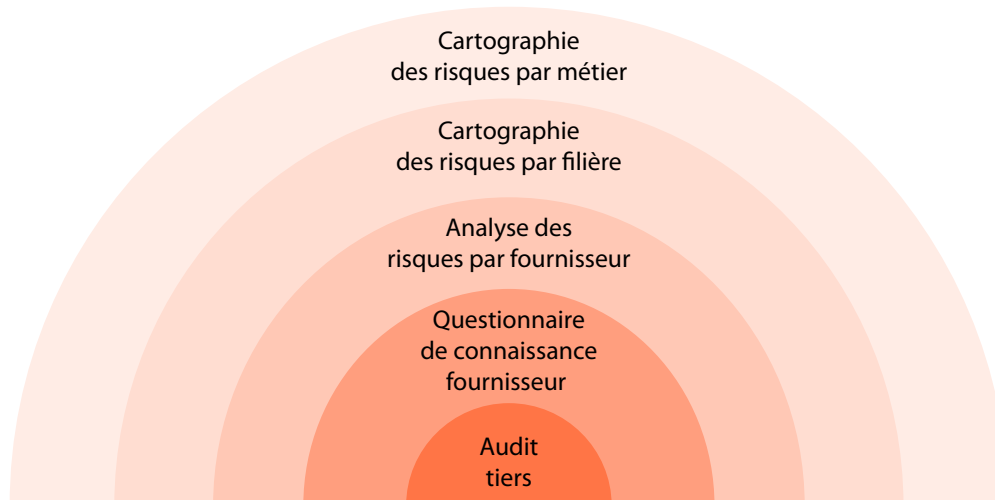 Cartographie
des risques par métier
Cartographie
des risques par filière
Analyse des
risques par fournisseur
Questionnaire
de connaissance
fournisseur
Audit
tiers